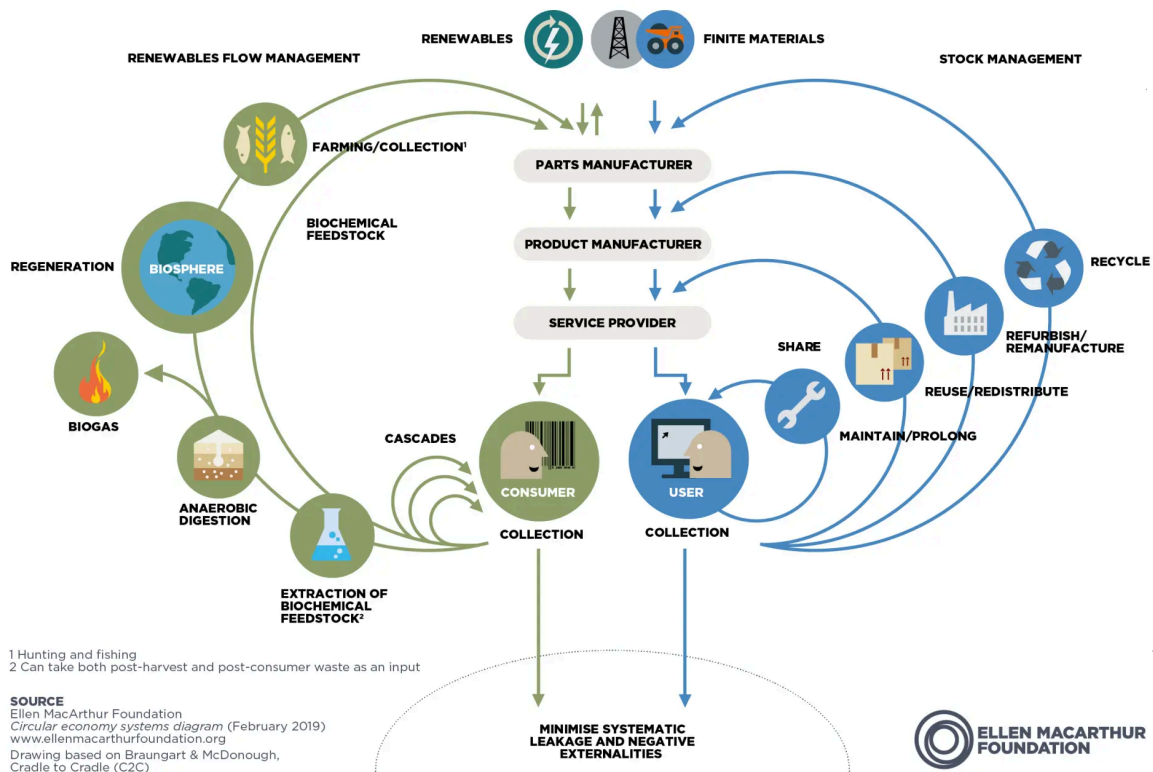 RENEWABLES
FINITE MATERIALS
RENEWABLES FLOW MANAGEMENT
STOCK MANAGEMENT
FARMING/COLLECTION¹
PARTS MANUFACTURER
BIOCHEMICAL
FEEDSTOCK
PRODUCT MANUFACTURER
REGENERATION
BIOSPHERE
RECYCLE
SERVICE PROVIDER
SHARE
REFURBISH/
REMANUFACTURE
REUSE/REDISTRIBUTE
BIOGAS
CASCADES
MAINTAIN/PROLONG
CONSUMER
USER
ANAEROBIC
DIGESTION
COLLECTION
COLLECTION
EXTRACTION OF
BIOCHEMICAL
FEEDSTOCK²
1 Hunting and fishing
2 Can take both post-harvest and post-consumer waste as an input
SOURCE
Ellen MacArthur Foundation
Circular economy systems diagram (February 2019)
www.ellenmacarthurfoundation.org
Drawing based on Braungart & McDonough,
Cradle to Cradle (C2C)
MINIMISE SYSTEMATIC
LEAKAGE AND NEGATIVE
EXTERNALITIES
ELLEN MACARTHUR
FOUNDATION